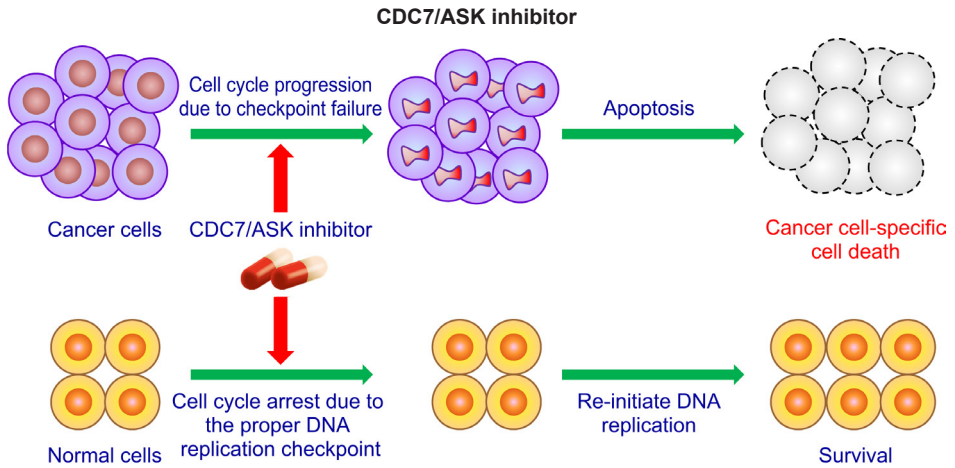 CDC7/ASK inhibitor
Cell cycle progression
due to checkpoint failure
Apoptosis
Cancer cells
CDC7/ASK inhibitor
Cancer cell-specific
cell death
Cell cycle arrest due to
the proper DNA
replication checkpoint
Re-initiate DNA
replication
Normal cells
Survival